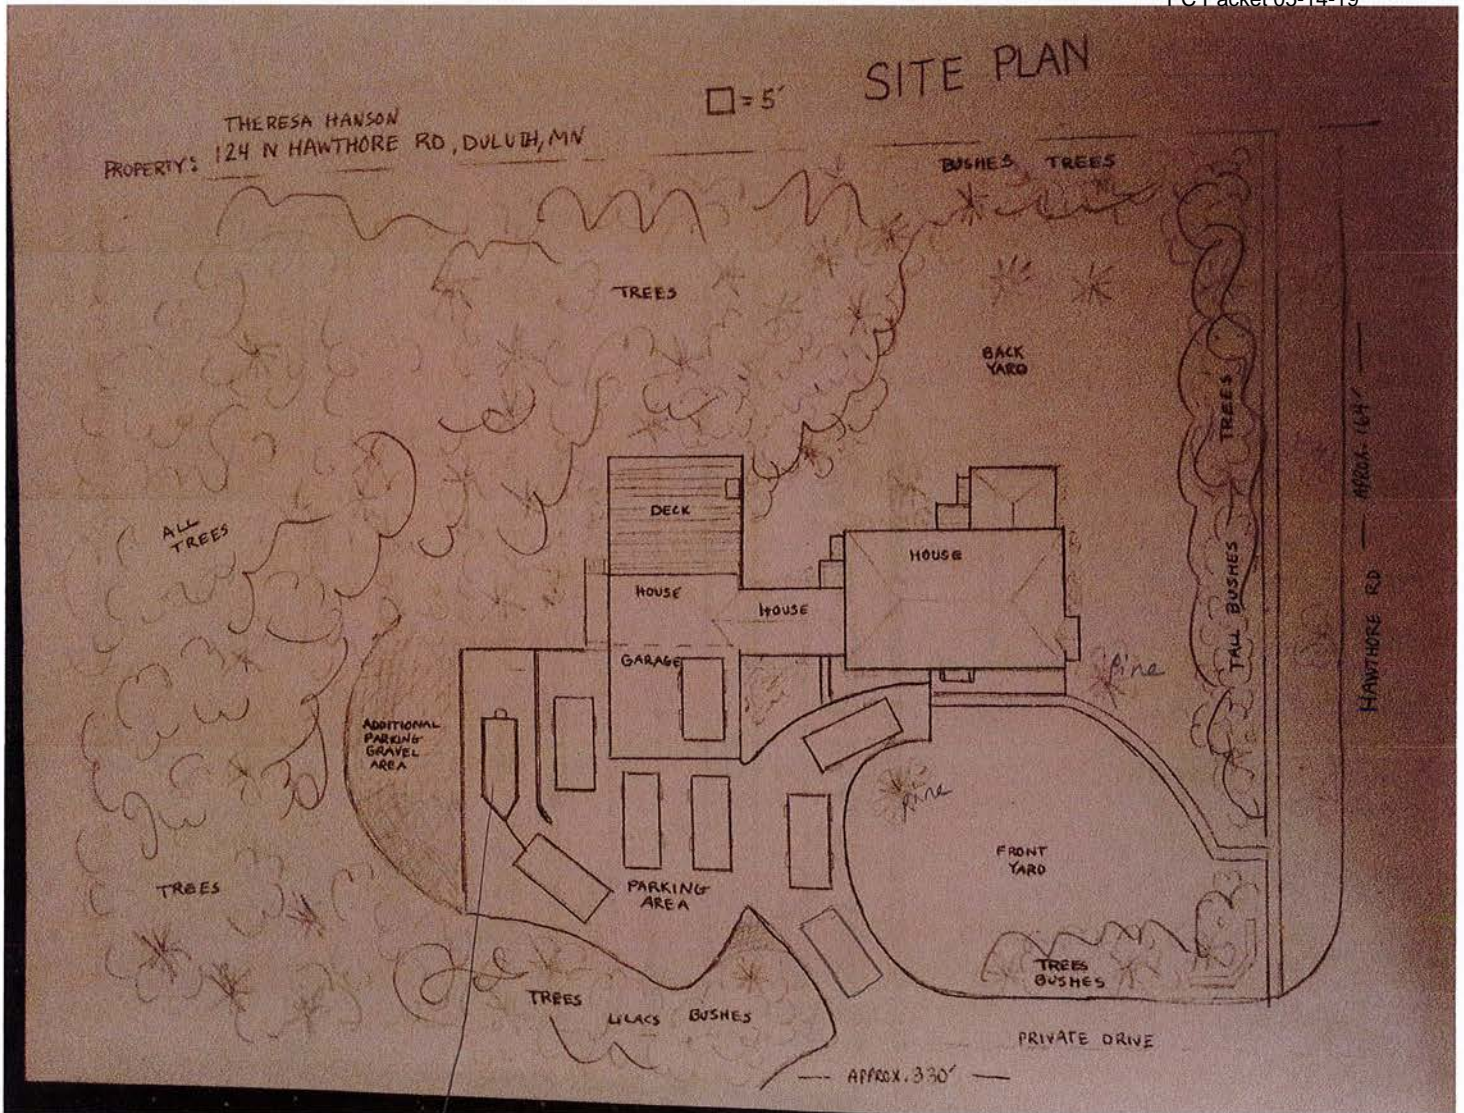 PC Packet 05-14-19
SITE PLAN
□ = 5'
THERESA HANSON
PROPERTY: 124 N HAWTHORE RD, DULUTH, MN
BUSHES TREES
TREES
BACK
YARD
TREES
APPROX. 164'
ALL
TREES
DECK
HOUSE
HOUSE
HOUSE
TALL BUSHES
HAWTHORE RD
GARAGE
Pine
ADDITIONAL
PARKING
GRAVEL
AREA
Pine
FRONT
YARD
TREES
PARKING
AREA
TREES
BUSHES
TREES
LILACS BUSHES
PRIVATE DRIVE
APPROX. 330'